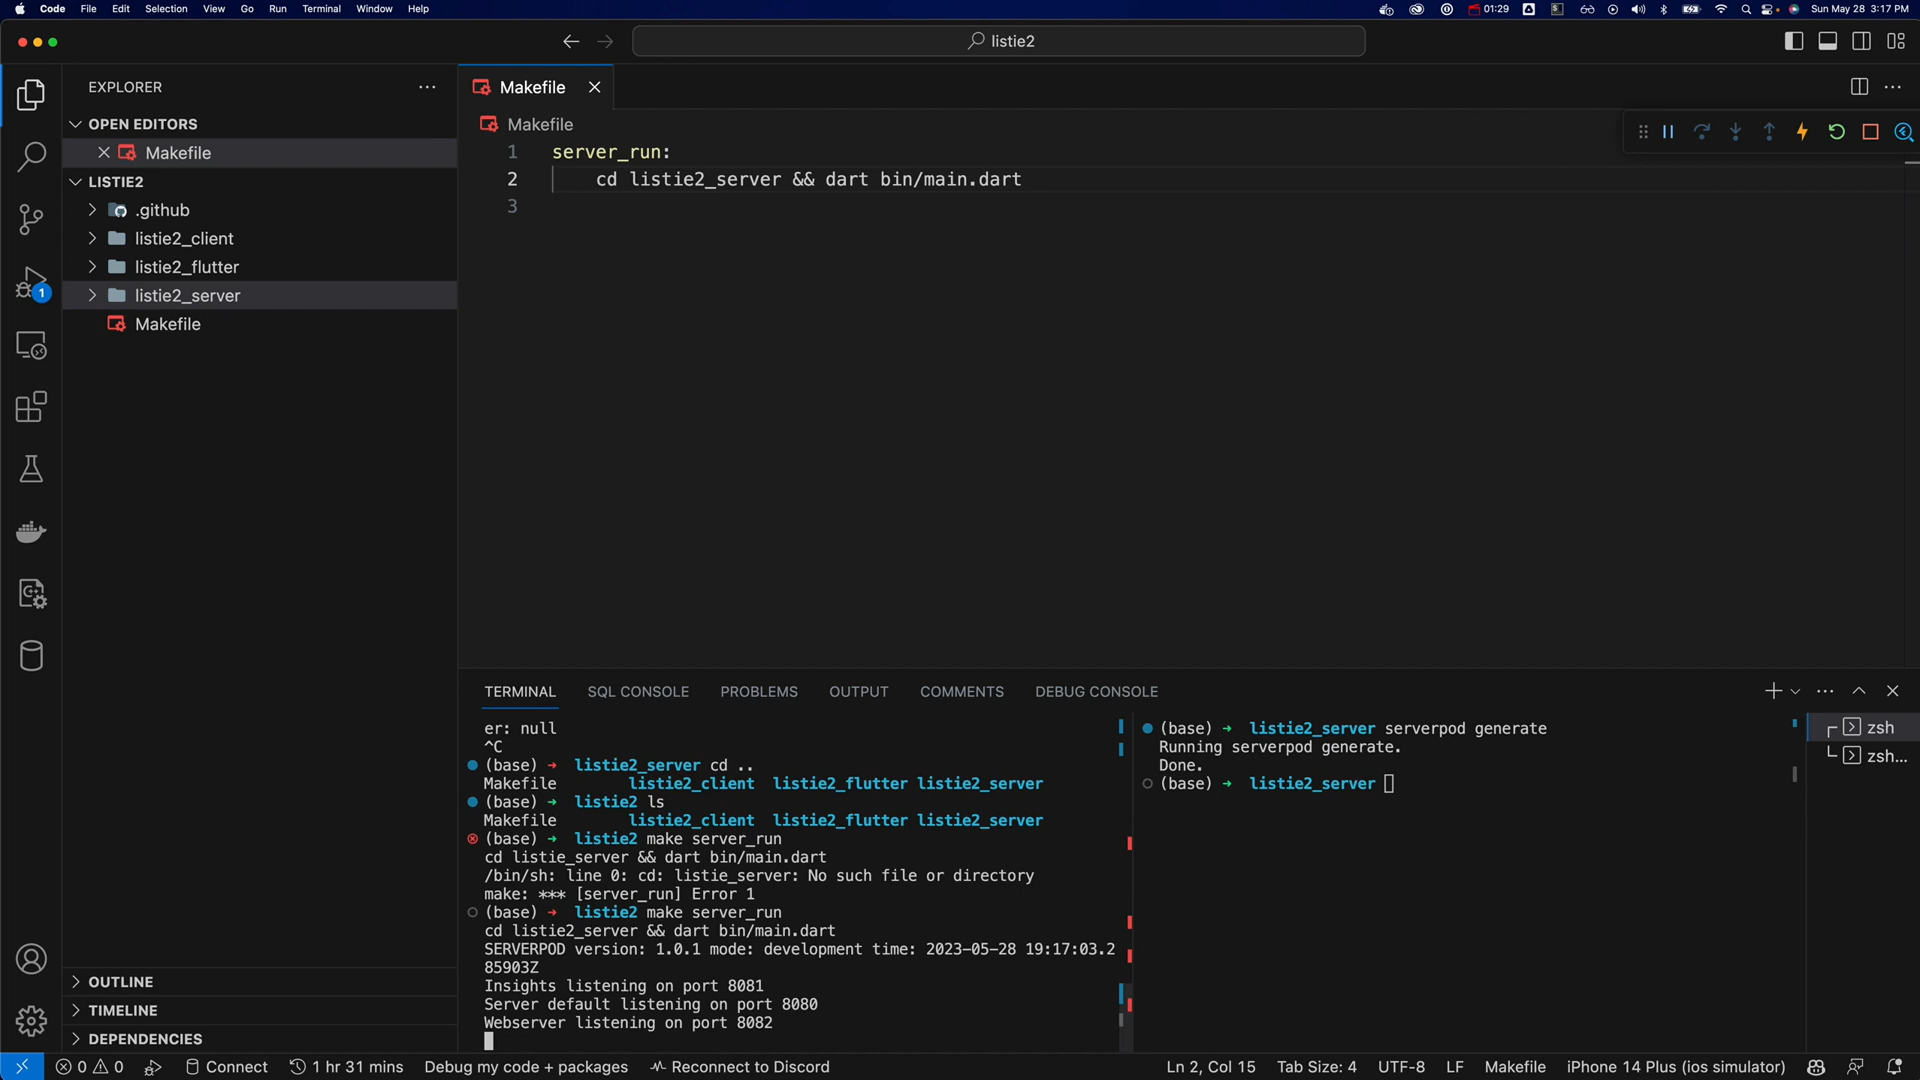 Code File Edit Selection View Go Run Terminal Window Help
01:29
Sun May 28 3:17 PM
listie2
EXPLORER
OPEN EDITORS
Makefile
LISTIE2
.github
listie2_client
listie2_flutter
listie2_server
Makefile
1
OUTLINE
TIMELINE
DEPENDENCIES
Makefile
Makefile
1 server_run:
2 cd listie2_server && dart bin/main.dart
3
TERMINAL SQL CONSOLE PROBLEMS OUTPUT COMMENTS DEBUG CONSOLE
er: null
^C
(base) → listie2_server cd ..
Makefile listie2_client listie2_flutter listie2_server
(base) → listie2 ls
Makefile listie2_client listie2_flutter listie2_server
(base) → listie2 make server_run
cd listie_server && dart bin/main.dart
/bin/sh: line 0: cd: listie_server: No such file or directory
make: *** [server_run] Error 1
(base) → listie2 make server_run
cd listie2_server && dart bin/main.dart
SERVERPOD version: 1.0.1 mode: development time: 2023-05-28 19:17:03.2
85903Z
Insights listening on port 8081
Server default listening on port 8080
Webserver listening on port 8082
(base) → listie2_server serverpod generate
Running serverpod generate.
Done.
(base) → listie2_server
zsh
zsh...
0 0 Connect 1 hr 31 mins Debug my code + packages Reconnect to Discord
Ln 2, Col 15 Tab Size: 4 UTF-8 LF Makefile iPhone 14 Plus (ios simulator)